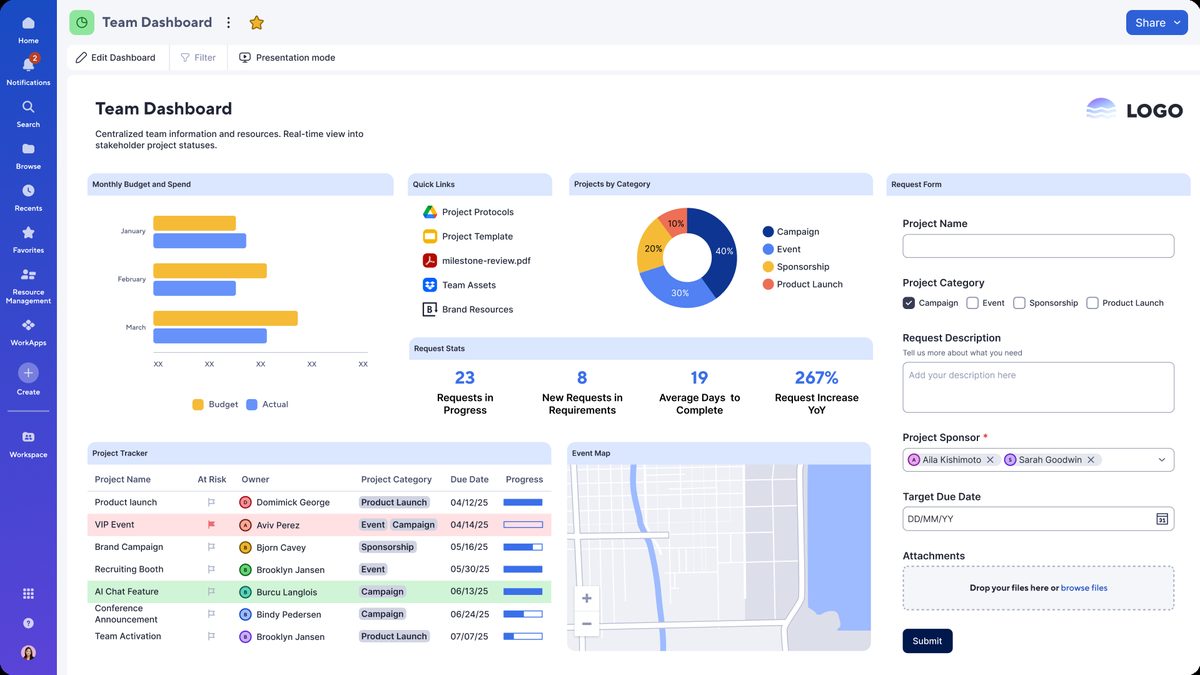 Team Dashboard
Share
Home
2
Notifications
Search
Browse
Recents
Favorites
Resource
Management
WorkApps
Create
Workspace
Edit Dashboard
Filter
Presentation mode
Team Dashboard
Centralized team information and resources. Real-time view into
stakeholder project statuses.
LOGO
Monthly Budget and Spend
January
February
March
XX XX XX XX XX
Budget Actual
Quick Links
Project Protocols
Project Template
milestone-review.pdf
Team Assets
B Brand Resources
Projects by Category
10%
20%
40%
30%
Campaign
Event
Sponsorship
Product Launch
Request Stats
23
Requests in
Progress
8
New Requests in
Requirements
19
Average Days to
Complete
267%
Request Increase
YoY
Project Tracker
Project Name At Risk Owner Project Category Due Date Progress
Product launch D Domimick George Product Launch 04/12/25
VIP Event A Aviv Perez Event Campaign 04/14/25
Brand Campaign B Bjorn Cavey Sponsorship 05/16/25
Recruiting Booth B Brooklyn Jansen Event 05/30/25
AI Chat Feature B Burcu Langlois Campaign 06/13/25
Conference
Announcement B Bindy Pedersen Campaign 06/24/25
Team Activation B Brooklyn Jansen Product Launch 07/07/25
Event Map
+
−
Request Form
Project Name
Project Category
Campaign Event Sponsorship Product Launch
Request Description
Tell us more about what you need
Add your description here
Project Sponsor *
A Aila Kishimoto S Sarah Goodwin
Target Due Date
DD/MM/YY
31
Attachments
Drop your files here or browse files
Submit